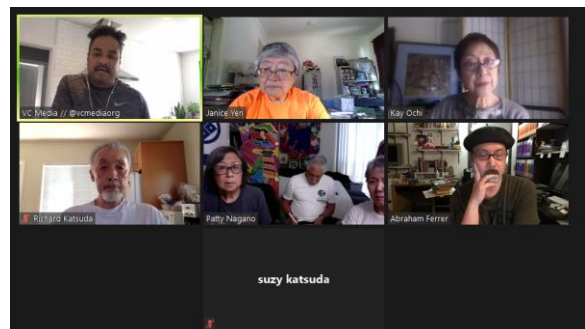 VC Media // @vcmediaorg
Janice Yen
Kay Ochi
Richard Katsuda
Patty Nagano
Abraham Ferrer
suzy katsuda